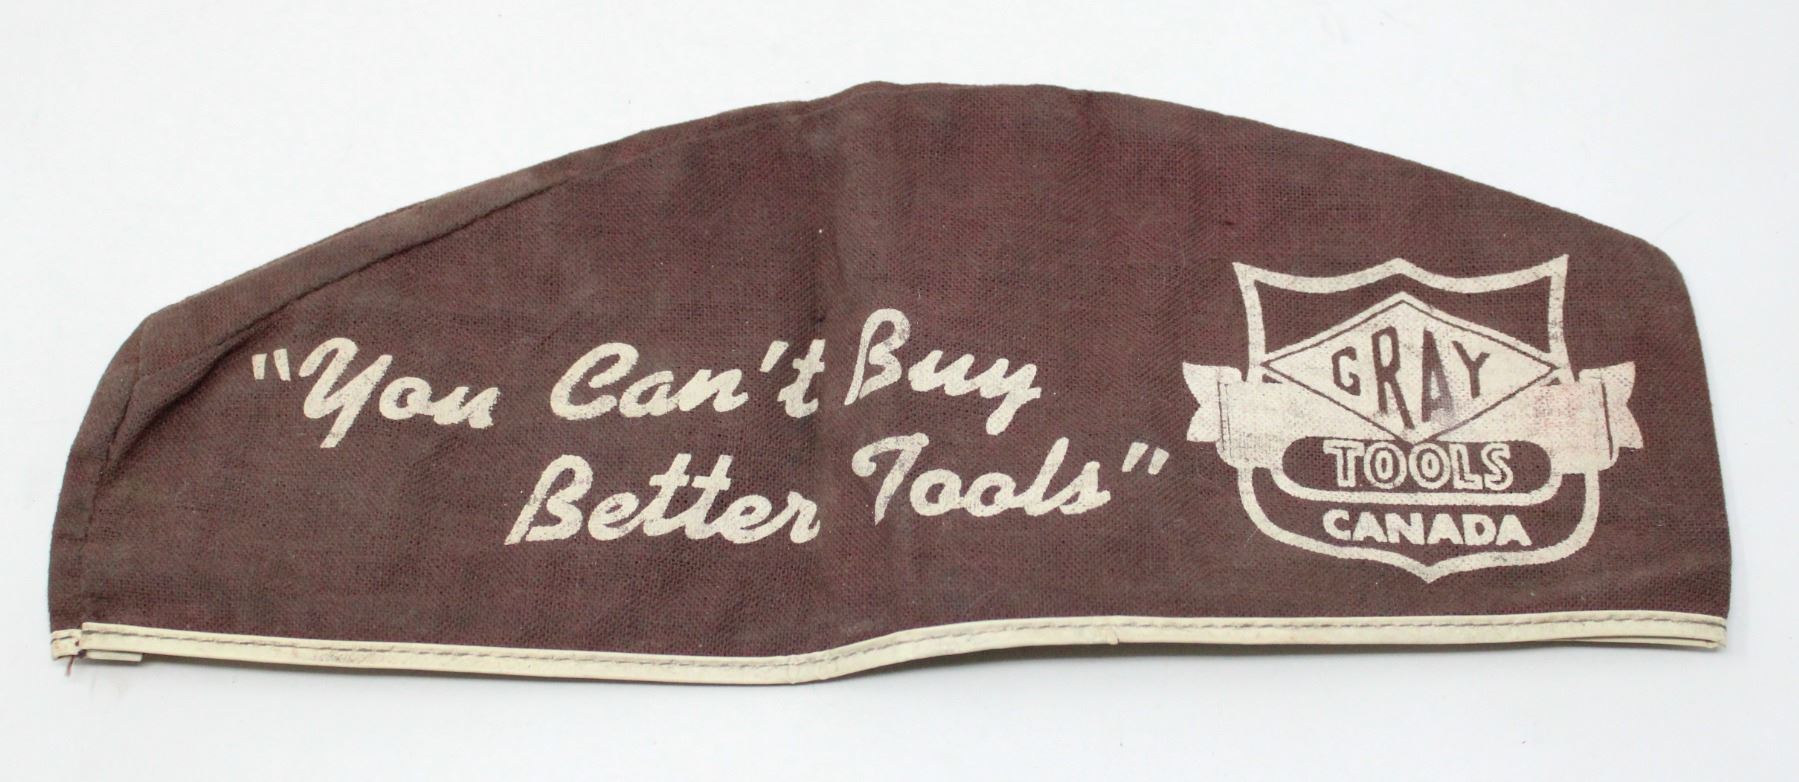 "You Can't Buy
Better Tools"
GRAY
TOOLS
CANADA